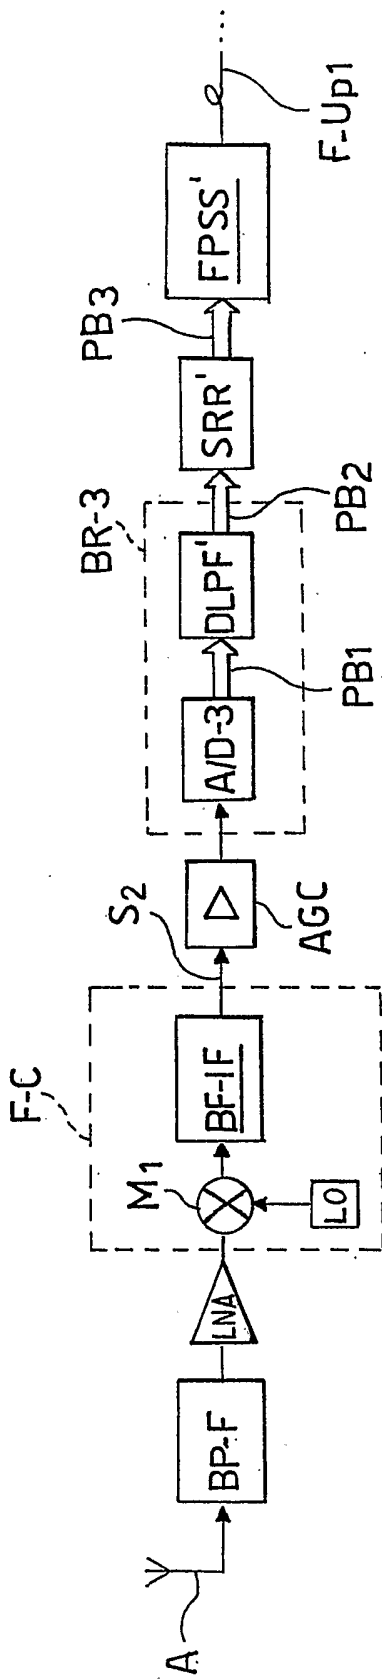 A
BP-F
LNA
F-C
M1
LO
BF-IF
S2
AGC
BR-3
A/D-3
PB1
DLPF'
PB2
SRR'
PB3
FPSS'
F-Up1
...